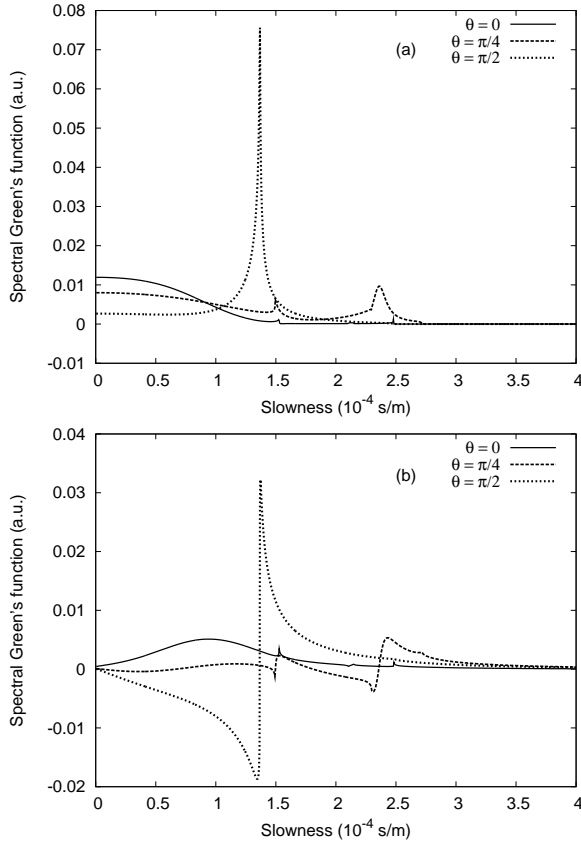 0.08
0.07
0.06
0.05
0.04
0.03
0.02
0.01
0
-0.01
Spectral Green's function (a.u.)
(a)
θ = 0
θ = π/4
θ = π/2
0 0.5 1 1.5 2 2.5 3 3.5 4
Slowness (10⁻⁴ s/m)
0.04
0.03
0.02
0.01
0
-0.01
-0.02
Spectral Green's function (a.u.)
(b)
θ = 0
θ = π/4
θ = π/2
0 0.5 1 1.5 2 2.5 3 3.5 4
Slowness (10⁻⁴ s/m)